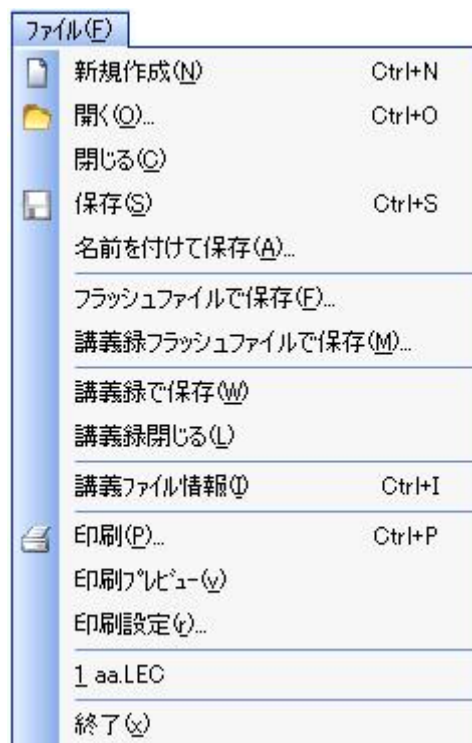 ファイル(F)
新規作成(N) Ctrl+N
開く(O)... Ctrl+O
閉じる(C)
保存(S) Ctrl+S
名前を付けて保存(A)...
フラッシュファイルで保存(F)...
講義録フラッシュファイルで保存(M)...
講義録で保存(W)
講義録閉じる(L)
講義ファイル情報(I) Ctrl+I
印刷(P)... Ctrl+P
印刷プレビュー(v)
印刷設定(r)...
1 aa.LEC
終了(x)